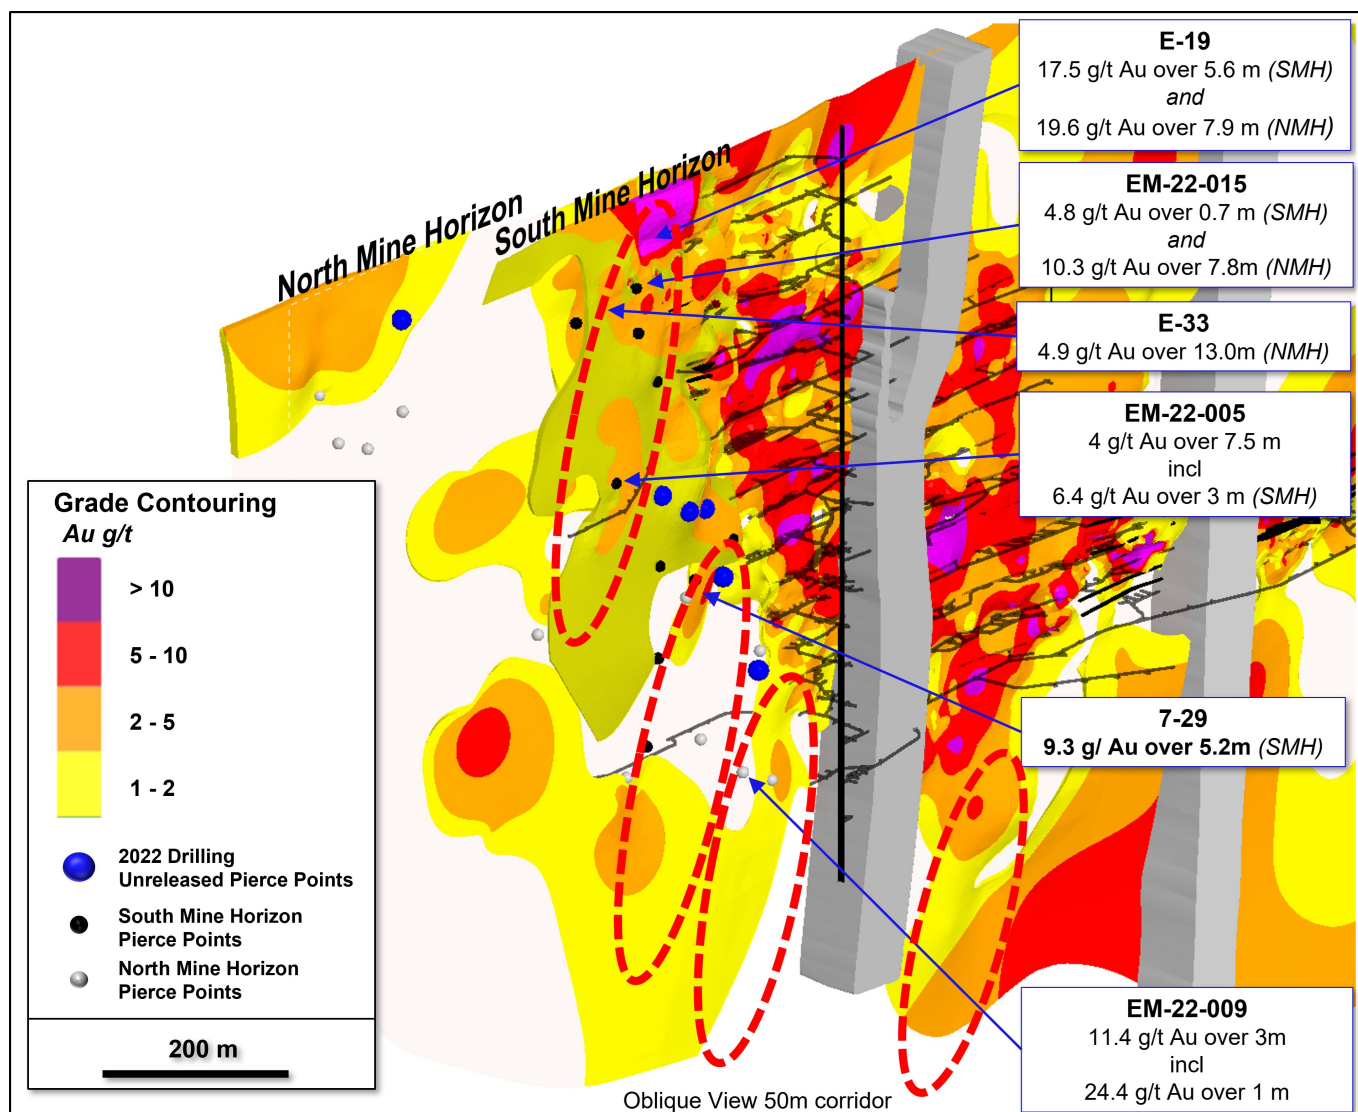 E-19
17.5 g/t Au over 5.6 m (SMH)
and
19.6 g/t Au over 7.9 m (NMH)
EM-22-015
4.8 g/t Au over 0.7 m (SMH)
and
10.3 g/t Au over 7.8m (NMH)
E-33
4.9 g/t Au over 13.0m (NMH)
EM-22-005
4 g/t Au over 7.5 m
incl
6.4 g/t Au over 3 m (SMH)
7-29
9.3 g/ Au over 5.2m (SMH)
EM-22-009
11.4 g/t Au over 3m
incl
24.4 g/t Au over 1 m
North Mine Horizon
South Mine Horizon
Grade Contouring
Au g/t
> 10
5 - 10
2 - 5
1 - 2
2022 Drilling
Unreleased Pierce Points
South Mine Horizon
Pierce Points
North Mine Horizon
Pierce Points
200 m
Oblique View 50m corridor